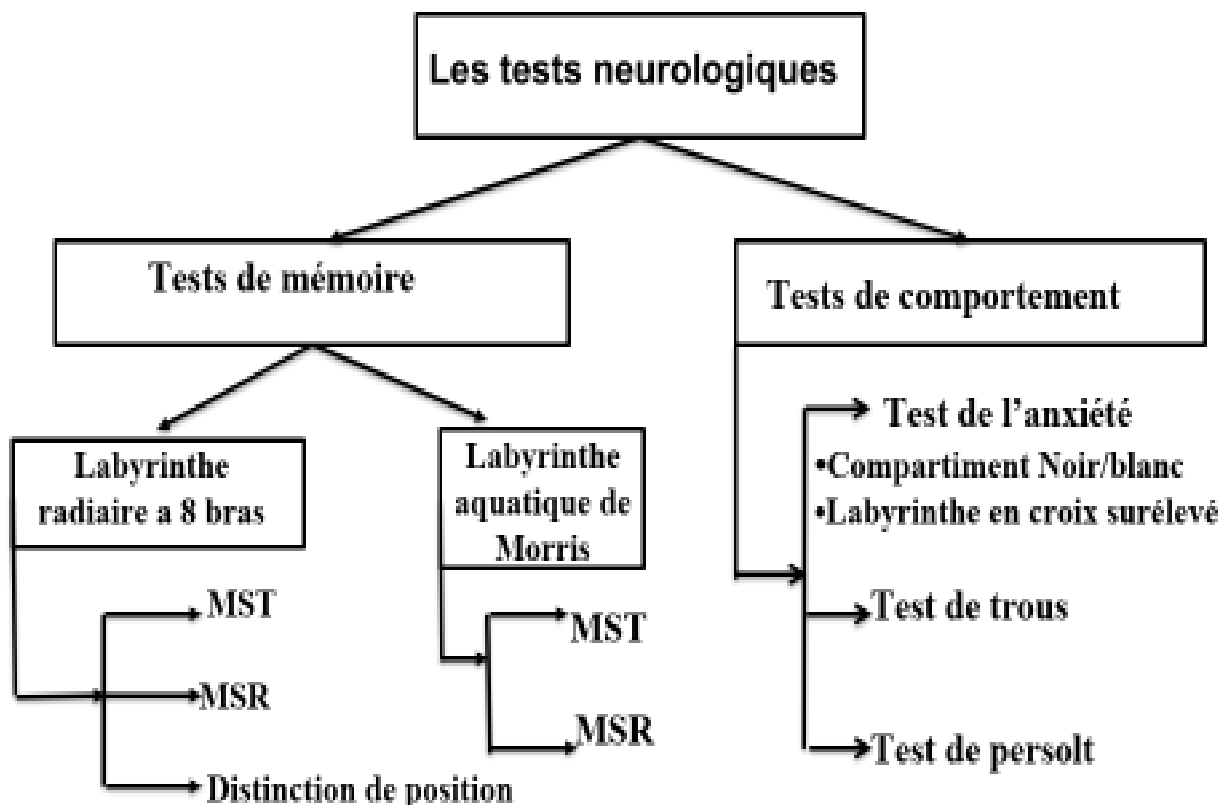 Les tests neurologiques
Tests de mémoire
Tests de comportement
Labyrinthe
radiaire a 8 bras
Labyrinthe
aquatique de
Morris
MST
MSR
Distinction de position
MST
MSR
Test de l'anxiété
•Compartiment Noir/blanc
•Labyrinthe en croix surélevé
Test de trous
Test de persolt